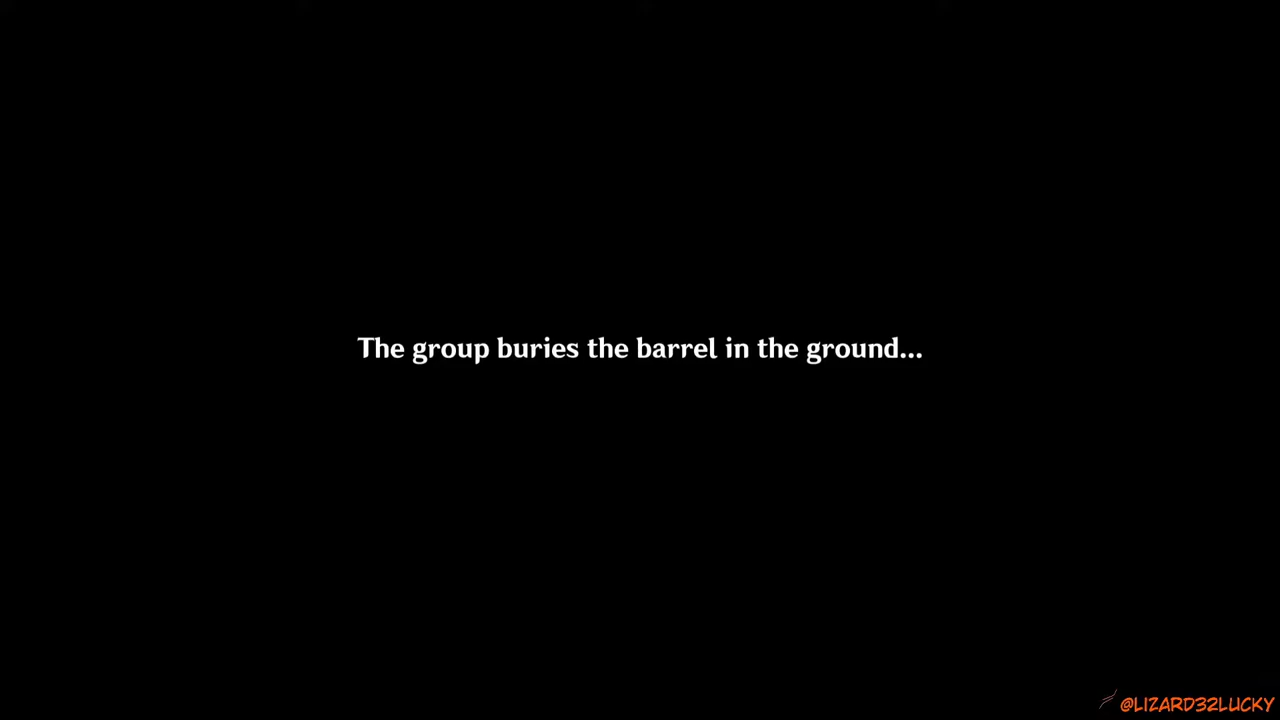 The group buries the barrel in the ground...
@LIZARD32LUCKY